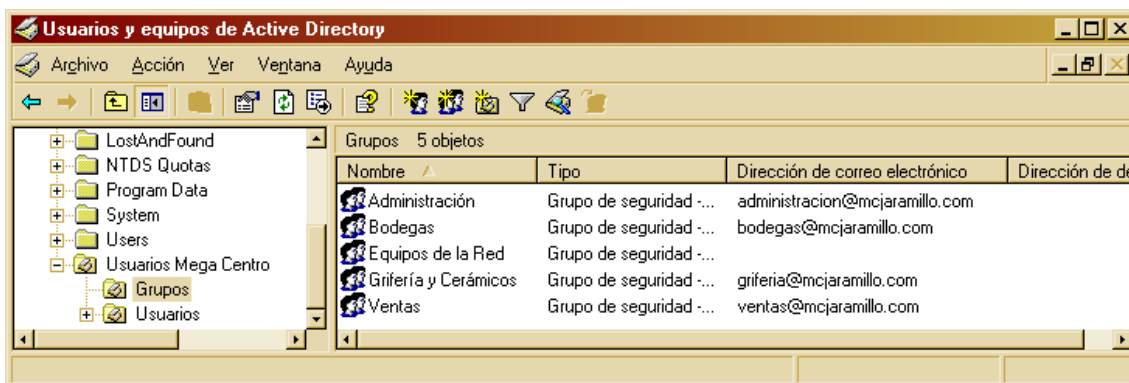 Usuarios y equipos de Active Directory
Archivo Acción Ver Ventana Ayuda
LostAndFound
NTDS Quotas
Program Data
System
Users
Usuarios Mega Centro
Grupos
Usuarios
Grupos 5 objetos
Nombre Tipo Dirección de correo electrónico Dirección de de
Administración Grupo de seguridad -... administracion@mcjaramillo.com
Bodegas Grupo de seguridad -... bodegas@mcjaramillo.com
Equipos de la Red Grupo de seguridad -...
Grifería y Cerámicos Grupo de seguridad -... griferia@mcjaramillo.com
Ventas Grupo de seguridad -... ventas@mcjaramillo.com